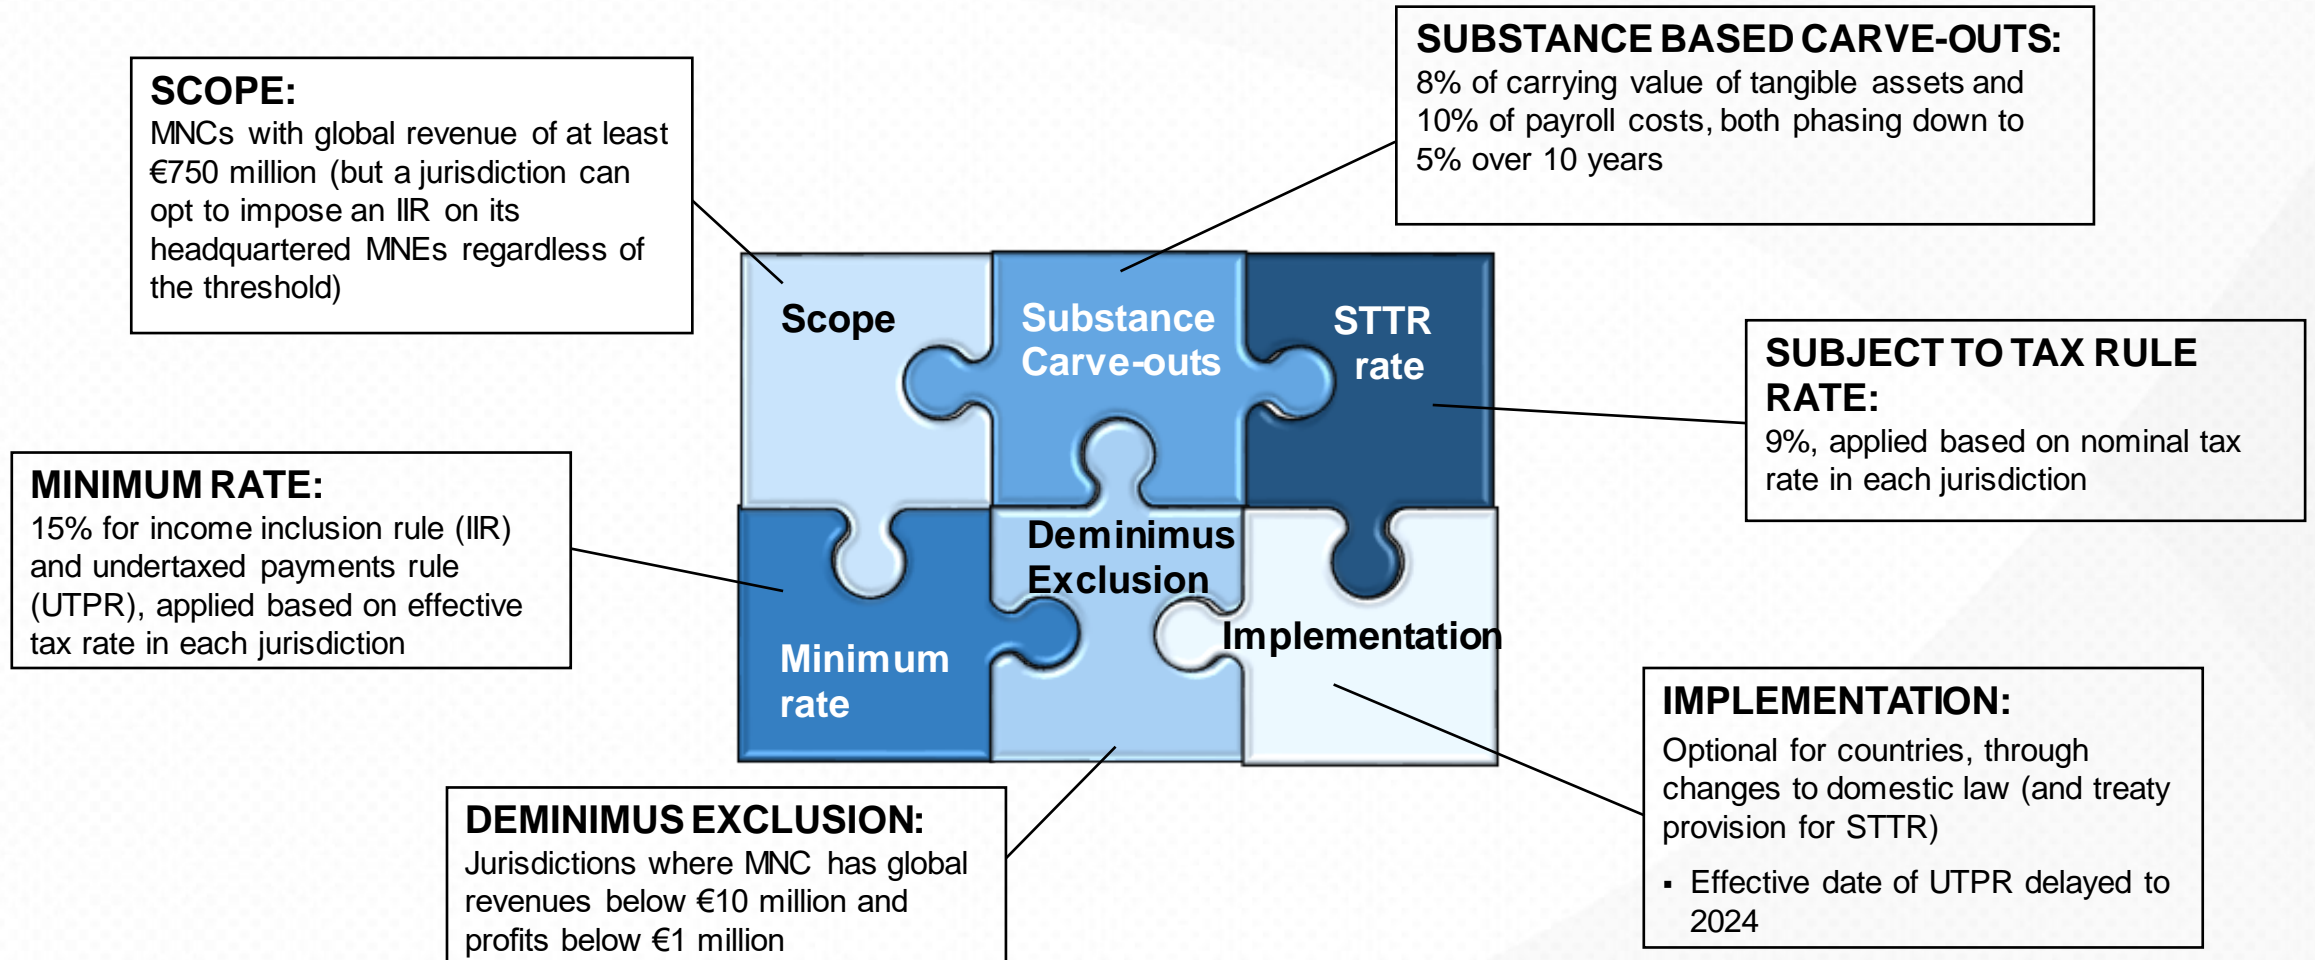 SUBSTANCE BASED CARVE-OUTS:
8% of carrying value of tangible assets and
10% of payroll costs, both phasing down to
5% over 10 years
SCOPE:
MNCs with global revenue of at least
€750 million (but a jurisdiction can
opt to impose an IIR on its
headquartered MNEs regardless of
the threshold)
Scope
Substance
Carve-outs
STTR
rate
SUBJECT TO TAX RULE
RATE:
9%, applied based on nominal tax
rate in each jurisdiction
MINIMUM RATE:
15% for income inclusion rule (IIR)
and undertaxed payments rule
(UTPR), applied based on effective
tax rate in each jurisdiction
Minimum
rate
Deminimus
Exclusion
Implementation
DEMINIMUS EXCLUSION:
Jurisdictions where MNC has global
revenues below €10 million and
profits below €1 million
IMPLEMENTATION:
Optional for countries, through
changes to domestic law (and treaty
provision for STTR)
▪ Effective date of UTPR delayed to
2024